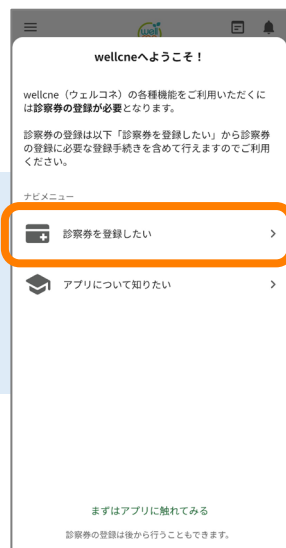 well
wellcneへようこそ！
wellcne（ウェルコネ）の各種機能をご利用いただくに
は診察券の登録が必要となります。
診察券の登録は以下「診察券を登録したい」から診察券
の登録に必要な登録手続きを含めて行えますのでご利用
ください。
ナビメニュー
診察券を登録したい
アプリについて知りたい
まずはアプリに触れてみる
診察券の登録は後から行うこともできます。